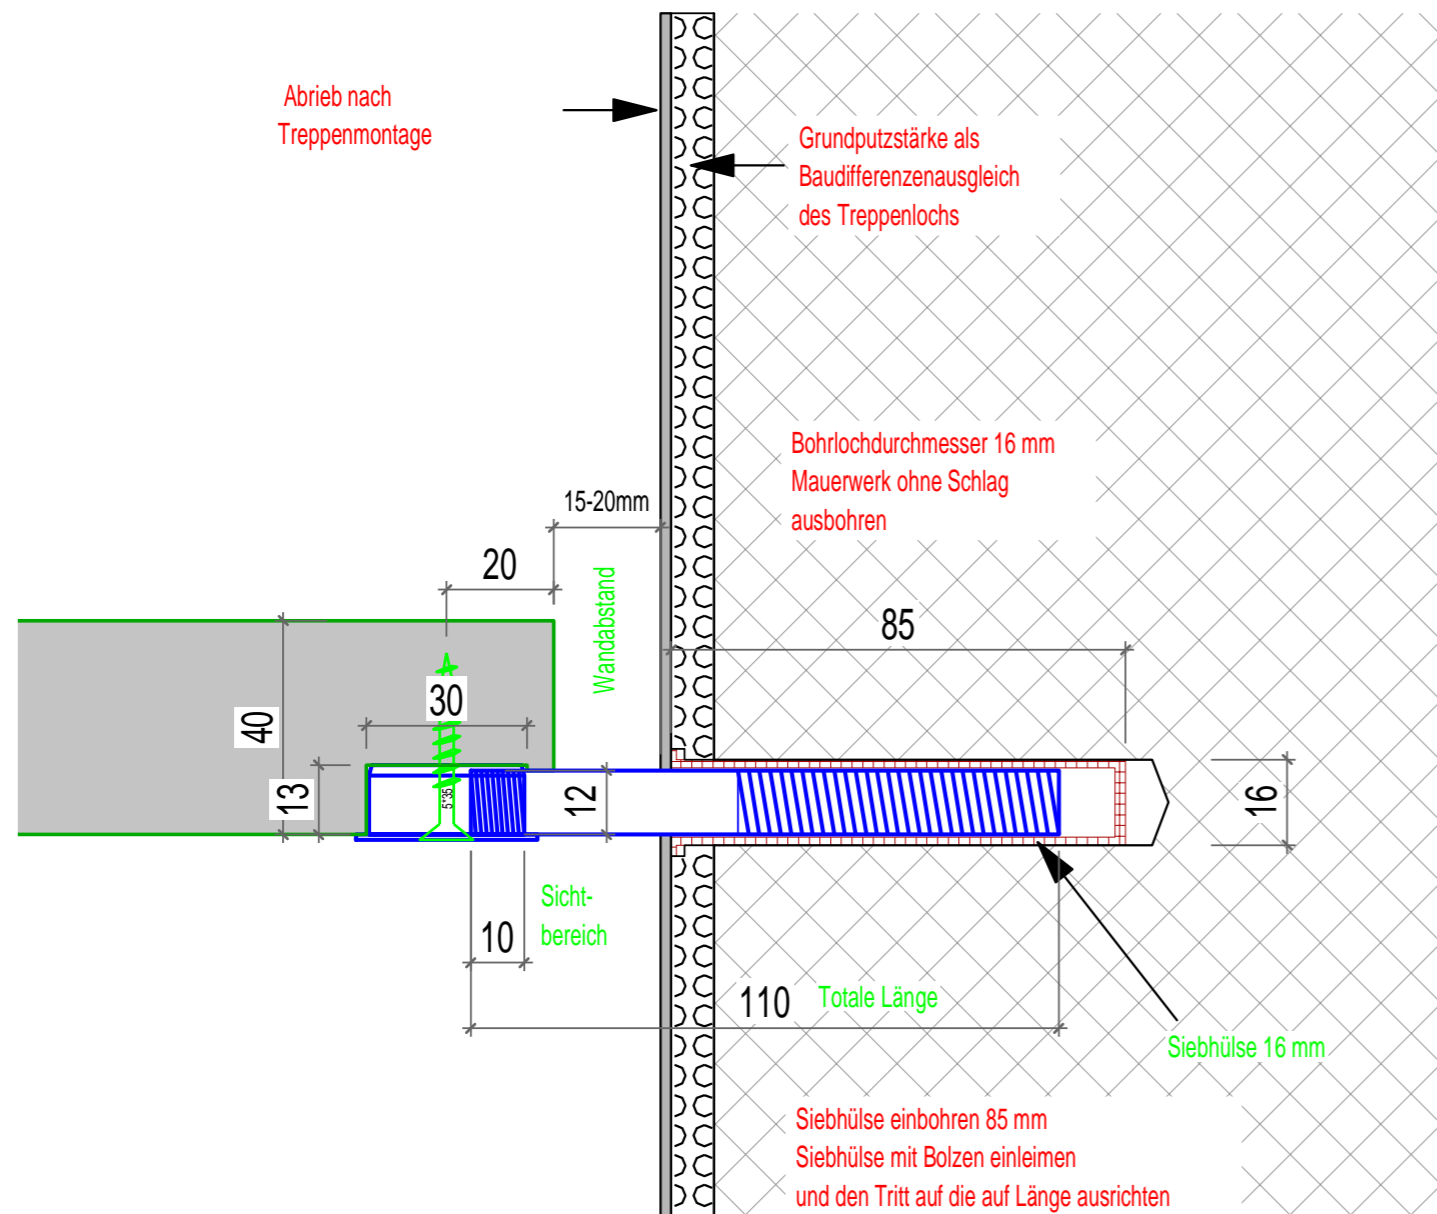 Abrieb nach
Treppenmontage
Grundputzstärke als
Baudifferenzenausgleich
des Treppenlochs
Bohrlochdurchmesser 16 mm
Mauerwerk ohne Schlag
ausbohren
15-20mm
20
Wandabstand
85
30
40
13
5*35
12
16
Sicht-
bereich
10
110
Totale Länge
Siebhülse 16 mm
Siebhülse einbohren 85 mm
Siebhülse mit Bolzen einleimen
und den Tritt auf die auf Länge ausrichten